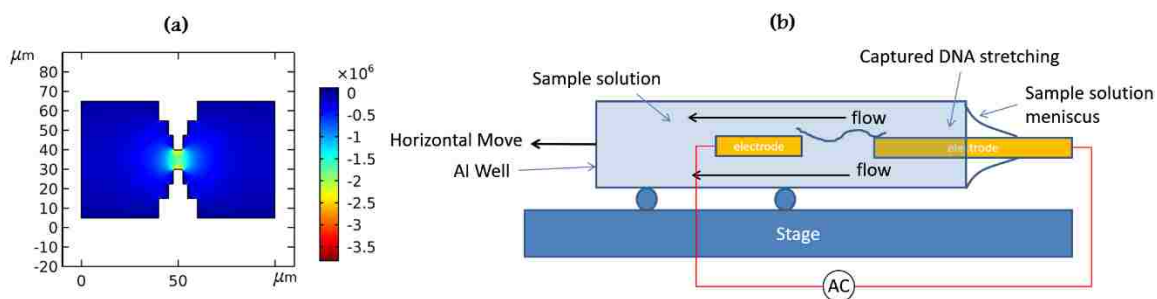 (a)
μm
80
70
60
50
40
30
20
10
0
-10
-20
0
50
μm
×10⁶
0
-0.5
-1
-1.5
-2
-2.5
-3
-3.5
(b)
Sample solution
Captured DNA stretching
Sample solution
meniscus
flow
Horizontal Move
electrode
electrode
Al Well
flow
Stage
AC